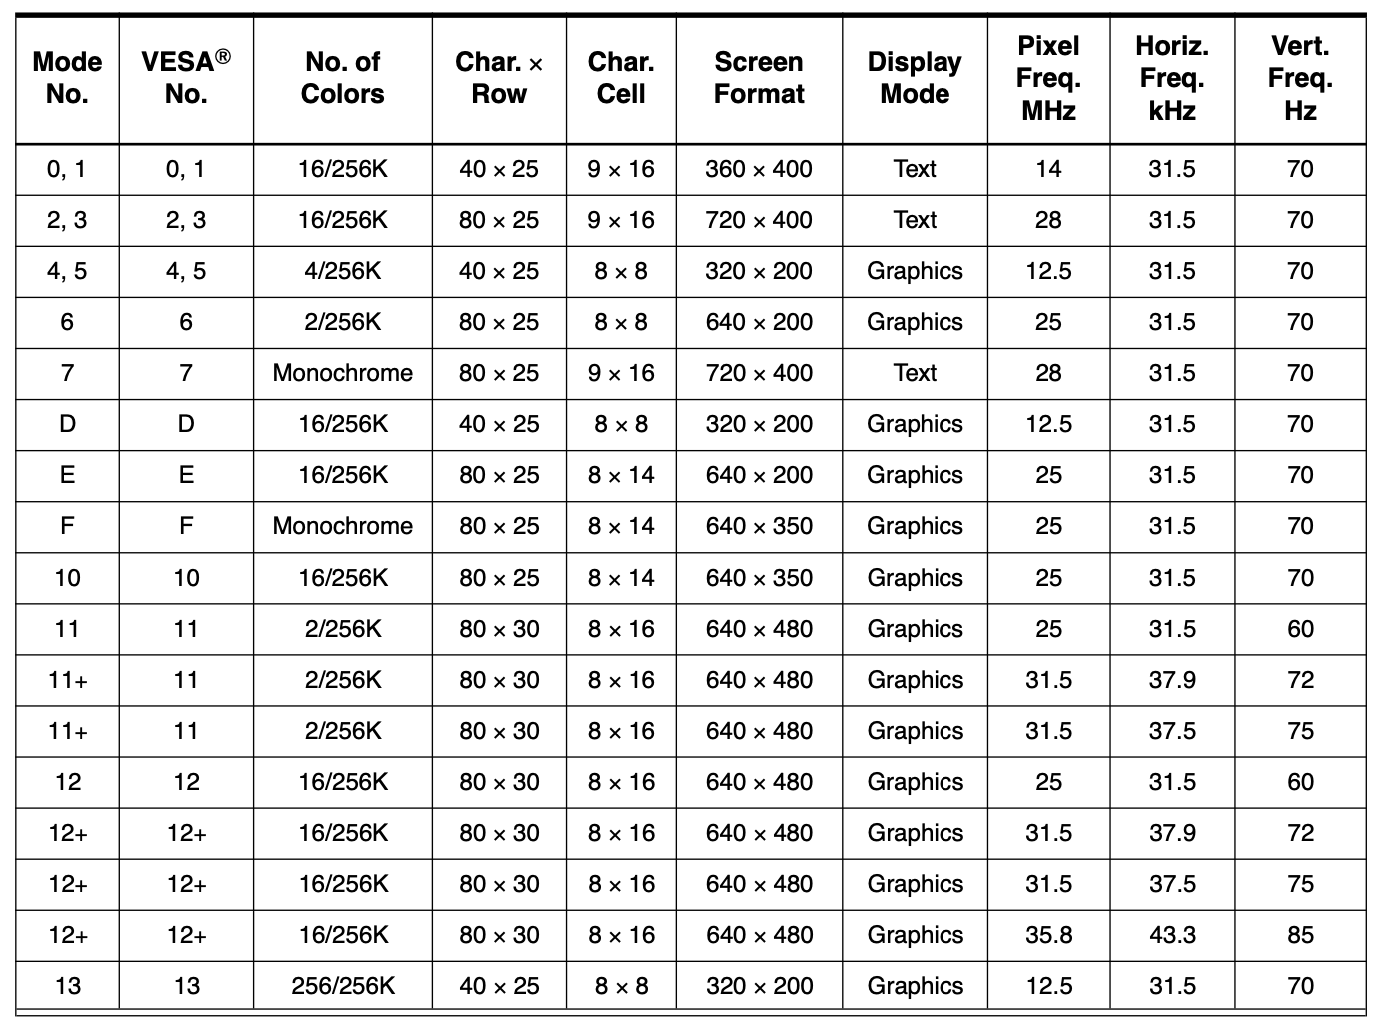 Mode No. VESA® No. No. of Colors Char. × Row Char. Cell Screen Format Display Mode Pixel Freq. MHz Horiz. Freq. kHz Vert. Freq. Hz
0, 1 0, 1 16/256K 40 × 25 9 × 16 360 × 400 Text 14 31.5 70
2, 3 2, 3 16/256K 80 × 25 9 × 16 720 × 400 Text 28 31.5 70
4, 5 4, 5 4/256K 40 × 25 8 × 8 320 × 200 Graphics 12.5 31.5 70
6 6 2/256K 80 × 25 8 × 8 640 × 200 Graphics 25 31.5 70
7 7 Monochrome 80 × 25 9 × 16 720 × 400 Text 28 31.5 70
D D 16/256K 40 × 25 8 × 8 320 × 200 Graphics 12.5 31.5 70
E E 16/256K 80 × 25 8 × 14 640 × 200 Graphics 25 31.5 70
F F Monochrome 80 × 25 8 × 14 640 × 350 Graphics 25 31.5 70
10 10 16/256K 80 × 25 8 × 14 640 × 350 Graphics 25 31.5 70
11 11 2/256K 80 × 30 8 × 16 640 × 480 Graphics 25 31.5 60
11+ 11 2/256K 80 × 30 8 × 16 640 × 480 Graphics 31.5 37.9 72
11+ 11 2/256K 80 × 30 8 × 16 640 × 480 Graphics 31.5 37.5 75
12 12 16/256K 80 × 30 8 × 16 640 × 480 Graphics 25 31.5 60
12+ 12+ 16/256K 80 × 30 8 × 16 640 × 480 Graphics 31.5 37.9 72
12+ 12+ 16/256K 80 × 30 8 × 16 640 × 480 Graphics 31.5 37.5 75
12+ 12+ 16/256K 80 × 30 8 × 16 640 × 480 Graphics 35.8 43.3 85
13 13 256/256K 40 × 25 8 × 8 320 × 200 Graphics 12.5 31.5 70